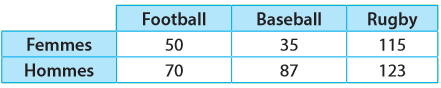 Football Baseball Rugby
Femmes 50 35 115
Hommes 70 87 123